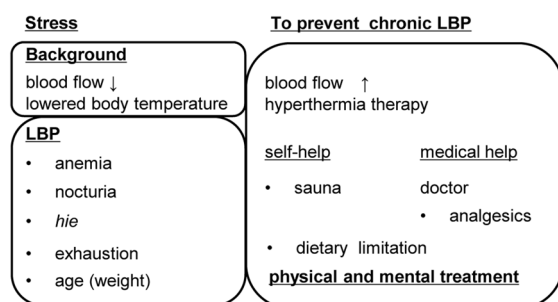 Stress
Background
blood flow ↓
lowered body temperature
LBP
• anemia
• nocturia
• hie
• exhaustion
• age (weight)
To prevent chronic LBP
blood flow ↑
hyperthermia therapy
self-help
• sauna
• dietary limitation
medical help
doctor
• analgesics
physical and mental treatment